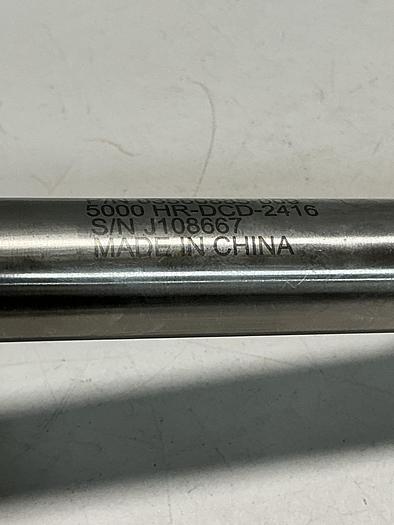 P/N
5000 HR-DCD-2416
S/N J108667
MADE IN CHINA